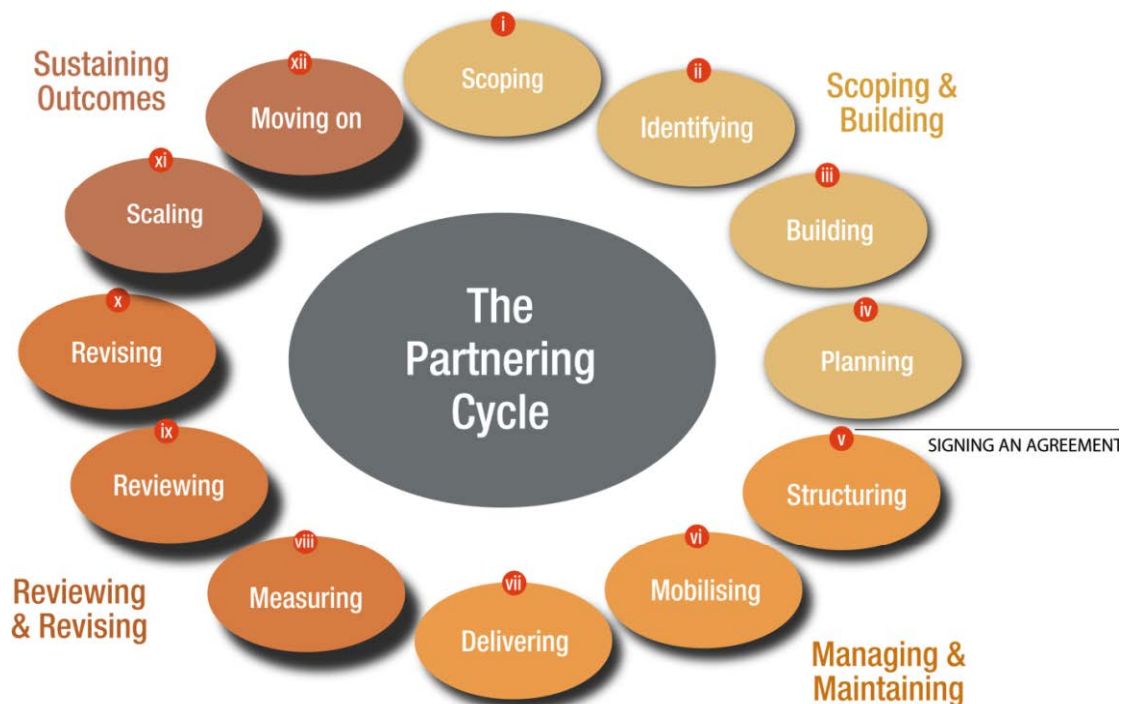 i
Scoping
ii
Identifying
Scoping &
Building
iii
Building
iv
Planning
SIGNING AN AGREEMENT
v
Structuring
vi
Mobilising
Managing &
Maintaining
vii
Delivering
viii
Measuring
Reviewing
& Revising
ix
Reviewing
x
Revising
xi
Scaling
xii
Moving on
Sustaining
Outcomes
The
Partnering
Cycle